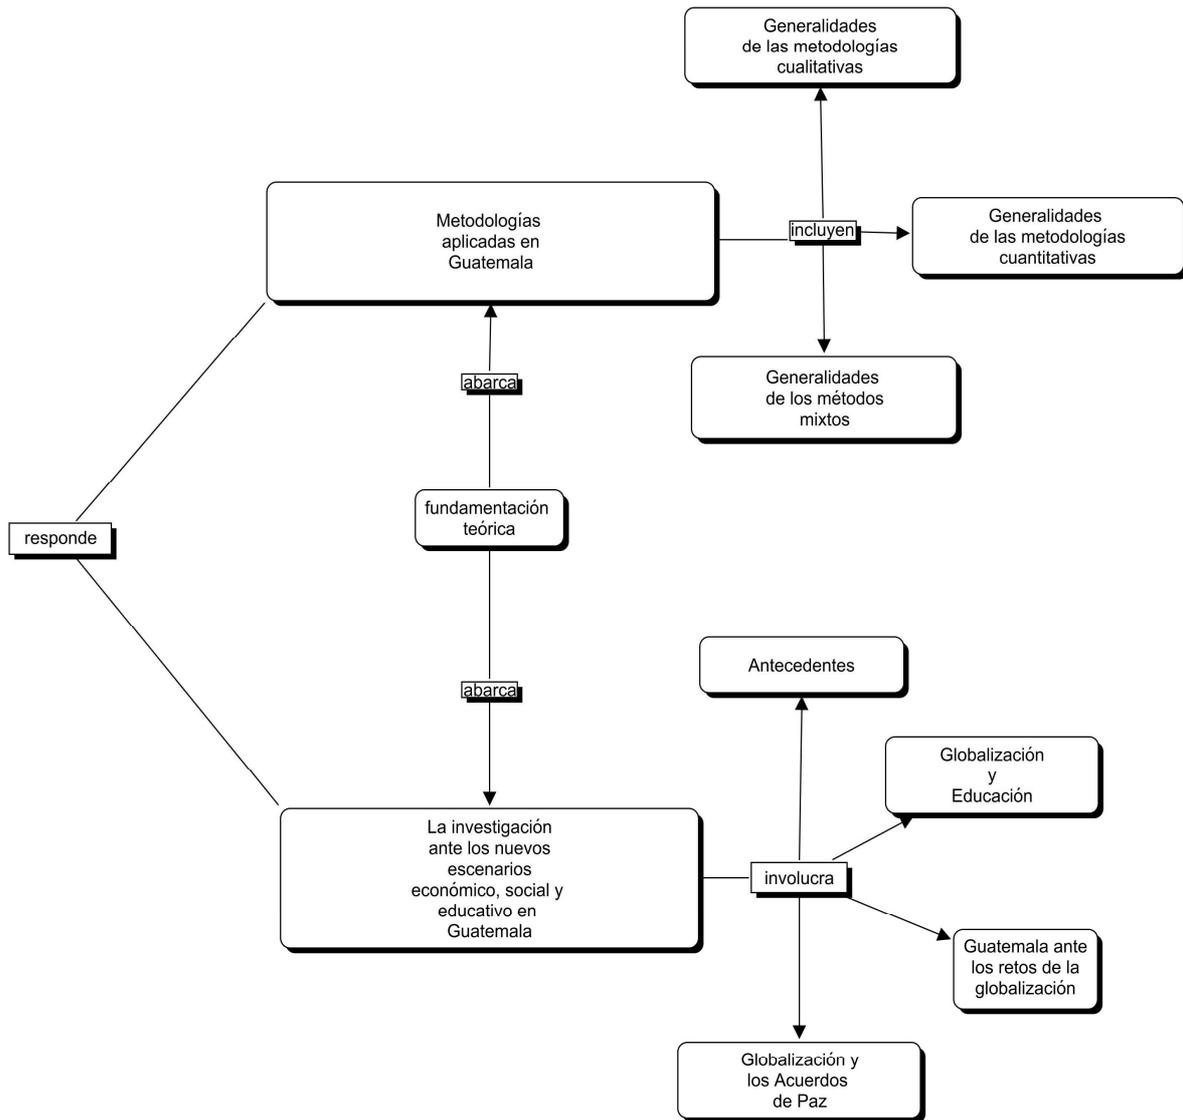 Generalidades
de las metodologías
cualitativas
Metodologías
aplicadas en
Guatemala
incluyen
Generalidades
de las metodologías
cuantitativas
Generalidades
de los métodos
mixtos
abarca
fundamentación
teórica
responde
abarca
Antecedentes
Globalización
y
Educación
La investigación
ante los nuevos
escenarios
económico, social y
educativo en
Guatemala
involucra
Guatemala ante
los retos de la
globalización
Globalización y
los Acuerdos
de Paz